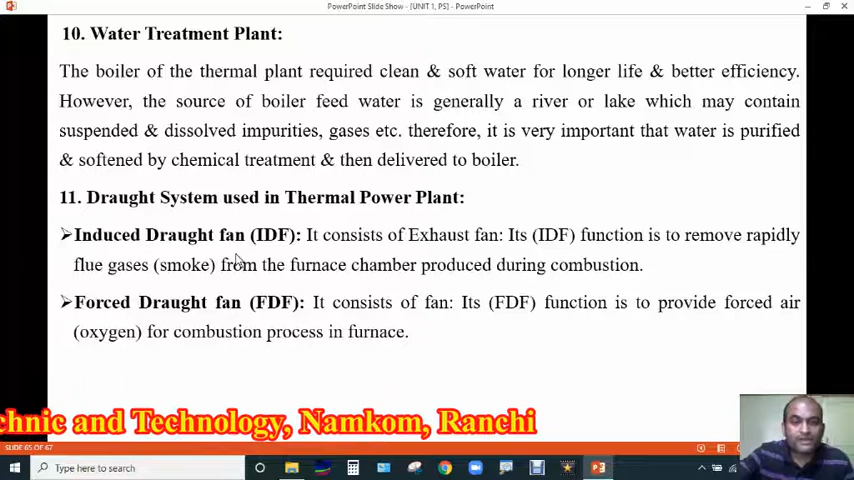 PowerPoint Slide Show - [UNIT 1, PS] - PowerPoint
10. Water Treatment Plant:
The boiler of the thermal plant required clean & soft water for longer life & better efficiency.
However, the source of boiler feed water is generally a river or lake which may contain
suspended & dissolved impurities, gases etc. therefore, it is very important that water is purified
& softened by chemical treatment & then delivered to boiler.
11. Draught System used in Thermal Power Plant:
➢Induced Draught fan (IDF): It consists of Exhaust fan: Its (IDF) function is to remove rapidly
flue gases (smoke) from the furnace chamber produced during combustion.
➢Forced Draught fan (FDF): It consists of fan: Its (FDF) function is to provide forced air
(oxygen) for combustion process in furnace.
chnic and Technology, Namkom, Ranchi
SLIDE 65 OF 67
Type here to search